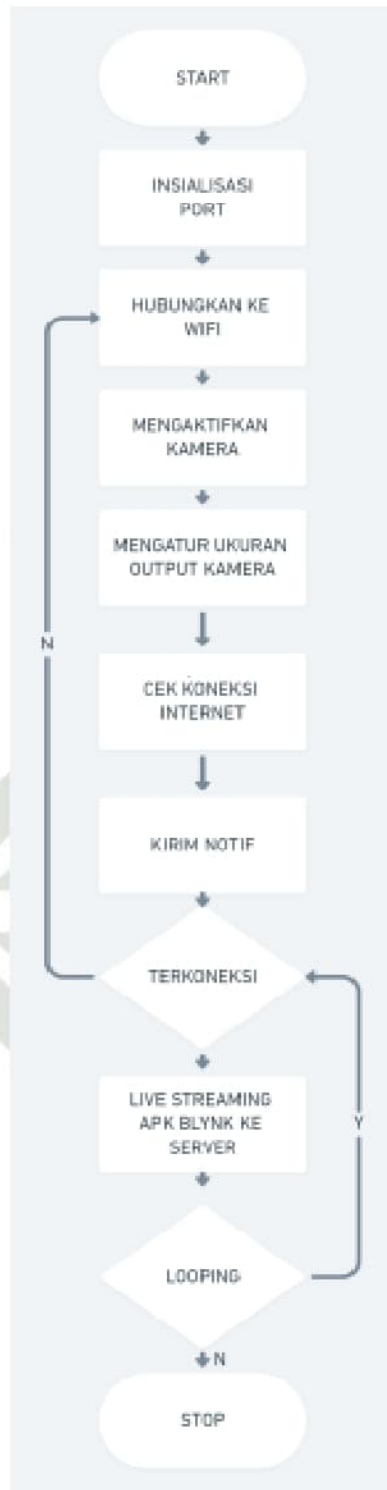 START
INSIALISASI
PORT
HUBUNGKAN KE
WIFI
MENGAKTIFKAN
KAMERA
MENGATUR UKURAN
OUTPUT KAMERA
N
CEK KONEKSI
INTERNET
KIRIM NOTIF
TERKONEKSI
LIVE STREAMING
APK BLYNK KE
SERVER
Y
LOOPING
N
STOP